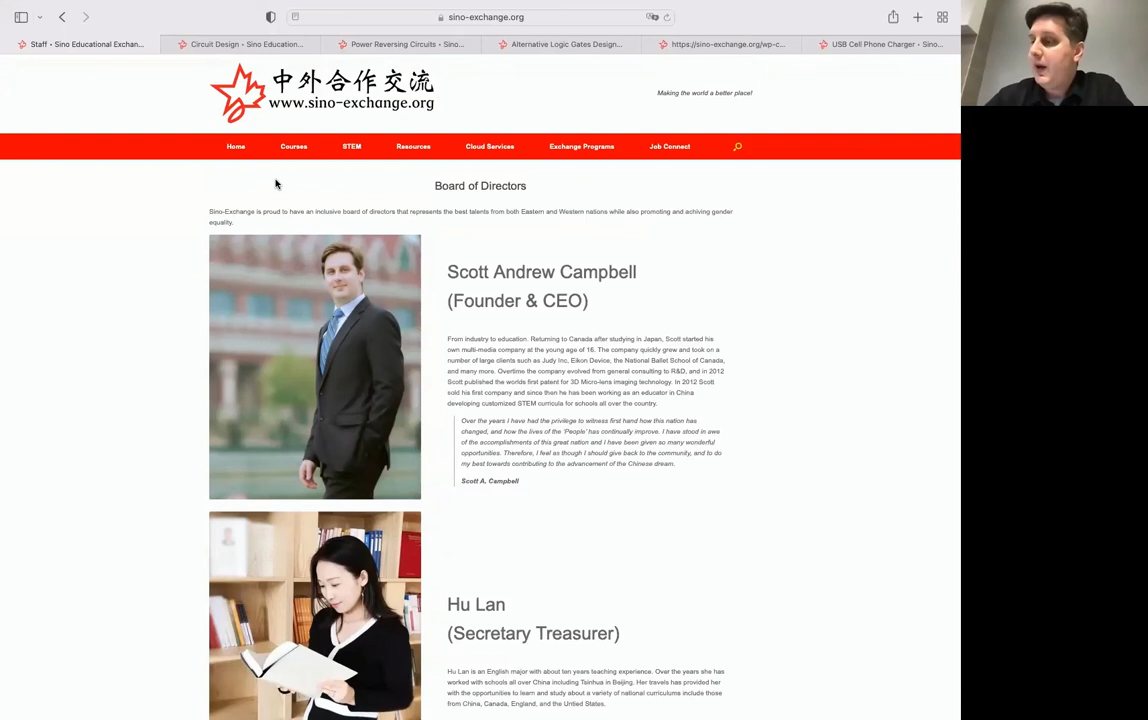 sino-exchange.org
Staff • Sino Educational Exchan...
Circuit Design • Sino Education...
Power Reversing Circuits • Sino...
Alternative Logic Gates Design...
https://sino-exchange.org/wp-c...
USB Cell Phone Charger • Sino...
中外合作交流
www.sino-exchange.org
Making the world a better place!
Home Courses STEM Resources Cloud Services Exchange Programs Job Connect
Board of Directors
Sino-Exchange is proud to have an inclusive board of directors that represents the best talents from both Eastern and Western nations while also promoting and achiving gender
equality.
Scott Andrew Campbell
(Founder & CEO)
From industry to education. Returning to Canada after studying in Japan, Scott started his
own multi-media company at the young age of 16. The company quickly grew and took on a
number of large clients such as Judy Inc, Eikon Device, the National Ballet School of Canada,
and many more. Overtime the company evolved from general consulting to R&D, and in 2012
Scott published the worlds first patent for 3D Micro-lens imaging technology. In 2012 Scott
sold his first company and since then he has been working as an educator in China
developing customized STEM curricula for schools all over the country.
Over the years I have had the privilege to witness first hand how this nation has
changed, and how the lives of the 'People' has continually improve. I have stood in awe
of the accomplishments of this great nation and I have been given so many wonderful
opportunities. Therefore, I feel as though I should give back to the community, and to do
my best towards contributing to the advancement of the Chinese dream.
Scott A. Campbell
Hu Lan
(Secretary Treasurer)
Hu Lan is an English major with about ten years teaching experience. Over the years she has
worked with schools all over China including Tsinhua in Beijing. Her travels has provided her
with the opportunities to learn and study about a variety of national curriculums include those
from China, Canada, England, and the United States.